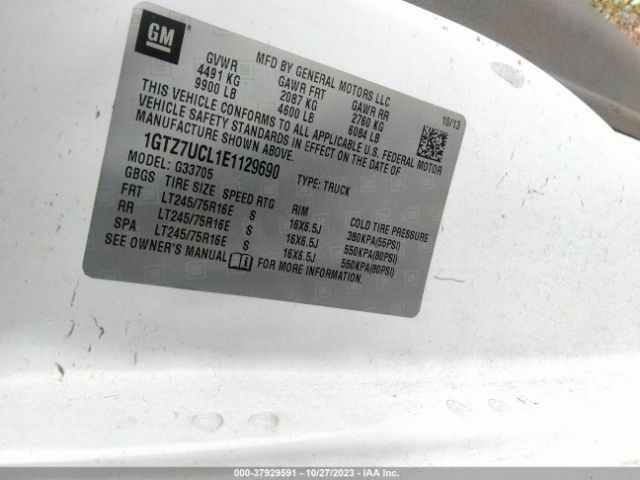 GM
MFD BY GENERAL MOTORS LLC
10/13
GVWR GAWR FRT GAWR RR
4491 KG 2087 KG 2760 KG
9900 LB 4600 LB 6084 LB
THIS VEHICLE CONFORMS TO ALL APPLICABLE U.S. FEDERAL MOTOR
VEHICLE SAFETY STANDARDS IN EFFECT ON THE DATE OF
MANUFACTURE SHOWN ABOVE.
1GTZ7UCL1E1129690 TYPE: TRUCK
MODEL: G33705
GBGS TIRE SIZE SPEED RTG RIM COLD TIRE PRESSURE
FRT LT245/75R16E S 16X6.5J 380KPA(55PSI)
RR LT245/75R16E S 16X6.5J 550KPA(80PSI)
SPA LT245/75R16E S 16X6.5J 550KPA(80PSI)
SEE OWNER'S MANUAL FOR MORE INFORMATION.
000-37929591 - 10/27/2023 - IAA Inc.